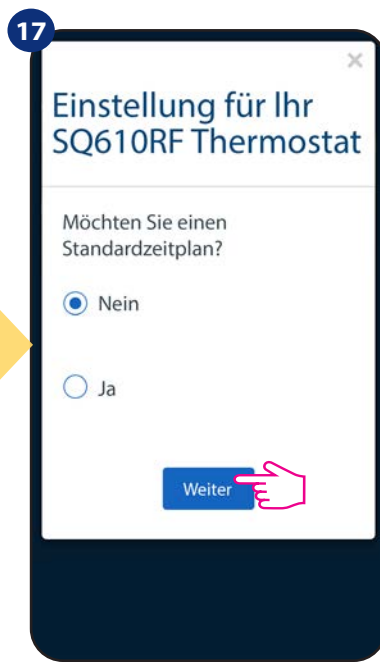 17
×
Einstellung für Ihr
SQ610RF Thermostat
Möchten Sie einen
Standardzeitplan?
Nein
Ja
Weiter